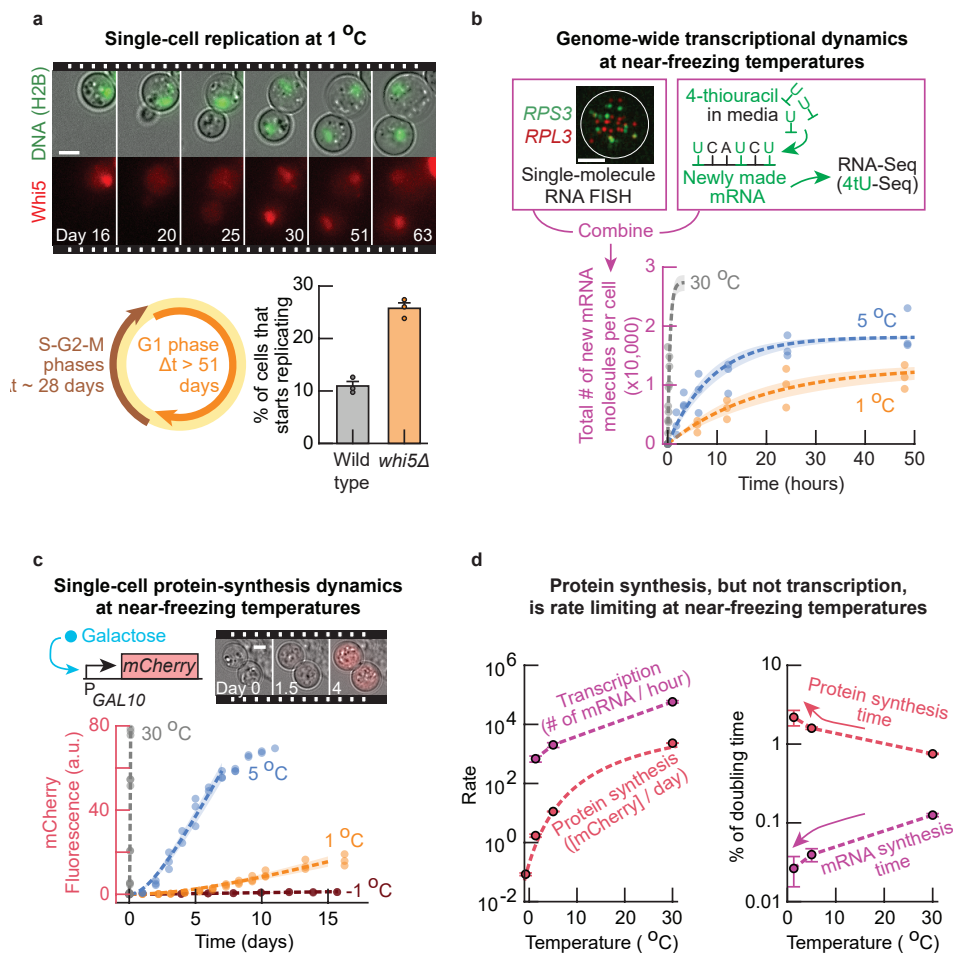 a
Single-cell replication at 1 °C
DNA (H2B)
Whi5
Day 16
20
25
30
51
63
S-G2-M
phases
.t ~ 28 days
G1 phase
Δt > 51
days
% of cells that
starts replicating
30
20
10
0
Wild
type
whi5Δ
b
Genome-wide transcriptional dynamics
at near-freezing temperatures
RPS3
RPL3
Single-molecule
RNA FISH
4-thiouracil
in media
U
U
U
U C A U C U
Newly made
mRNA
RNA-Seq
(4tU-Seq)
Combine
Total # of new mRNA
molecules per cell
(x10,000)
3
2
1
0
30 °C
5 °C
1 °C
0 10 20 30 40 50
Time (hours)
c
Single-cell protein-synthesis dynamics
at near-freezing temperatures
Galactose
mCherry
PGAL10
Day 0
1.5
4
mCherry
Fluorescence (a.u.)
80
40
0
30 °C
5 °C
1 °C
-1 °C
0 5 10 15
Time (days)
d
Protein synthesis, but not transcription,
is rate limiting at near-freezing temperatures
Rate
10⁶
10⁴
10²
10⁰
10⁻²
Transcription
(# of mRNA / hour)
Protein synthesis
([mCherry] / day)
0 10 20 30
Temperature ( °C)
% of doubling time
10
1
0.1
0.01
Protein synthesis
time
mRNA synthesis
time
0 10 20 30
Temperature ( °C)